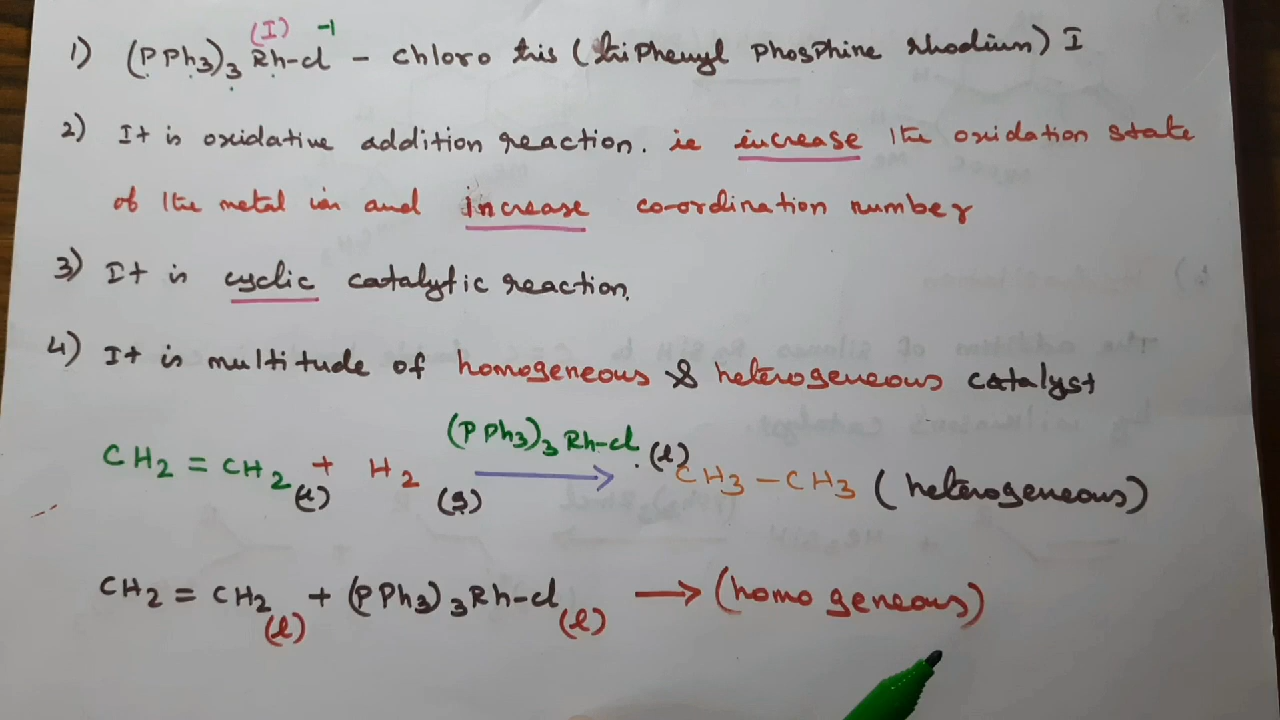 (I) -1
1) (PPh3)3 Rh-cl - chloro tris (triphenyl phosphine rhodium) I
2) It is oxidative addition reaction. ie increase the oxidation state
of the metal ion and increase co-ordination number
3) It is cyclic catalytic reaction.
4) It is multitude of homogeneous & heterogeneous catalyst
(PPh3)3 Rh-cl (l)
CH2 = CH2 (l) + H2 (g) → CH3 - CH3 (heterogeneous)
CH2 = CH2 (l) + (PPh3)3 Rh-cl (l) → (homogeneous)